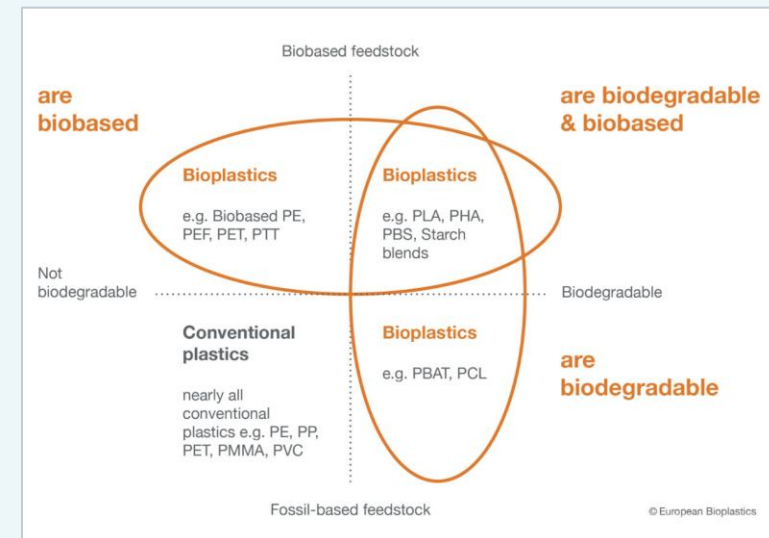 Biobased feedstock
are
biobased
are biodegradable
& biobased
Bioplastics
e.g. Biobased PE,
PEF, PET, PTT
Bioplastics
e.g. PLA, PHA,
PBS, Starch
blends
Not
biodegradable
Biodegradable
Conventional
plastics
nearly all
conventional
plastics e.g. PE, PP,
PET, PMMA, PVC
Bioplastics
e.g. PBAT, PCL
are
biodegradable
Fossil-based feedstock
© European Bioplastics